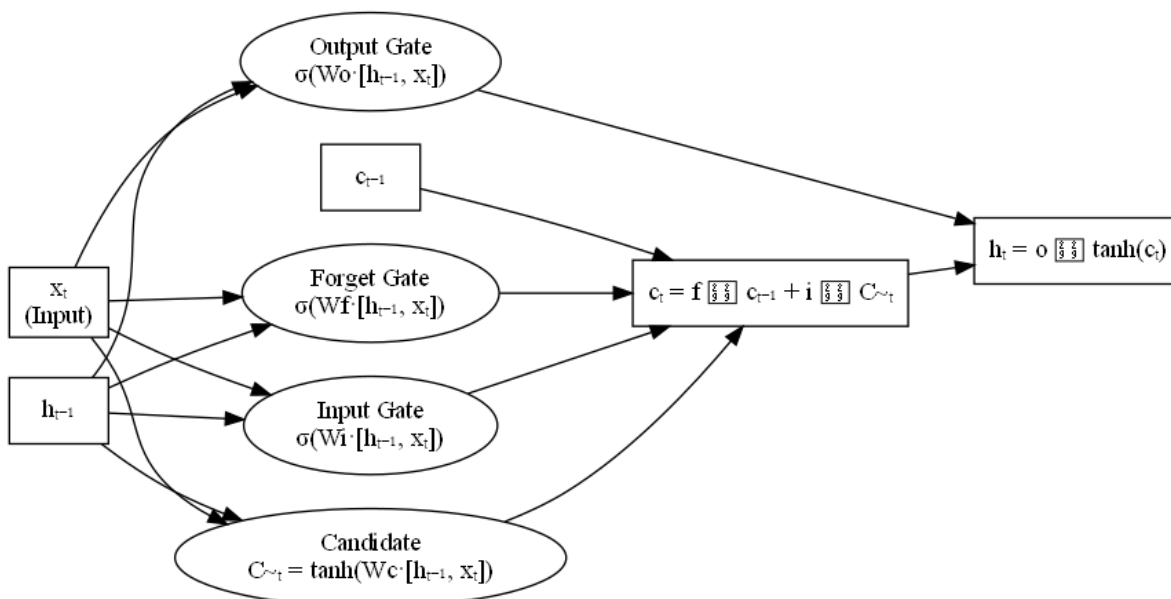 Output Gate
σ(Wo·[hₜ₋₁, xₜ])
cₜ₋₁
xₜ
(Input)
Forget Gate
σ(Wf·[hₜ₋₁, xₜ])
cₜ = f cₜ₋₁ + i C~ₜ
hₜ = o tanh(cₜ)
hₜ₋₁
Input Gate
σ(Wi·[hₜ₋₁, xₜ])
Candidate
C~ₜ = tanh(Wc·[hₜ₋₁, xₜ])